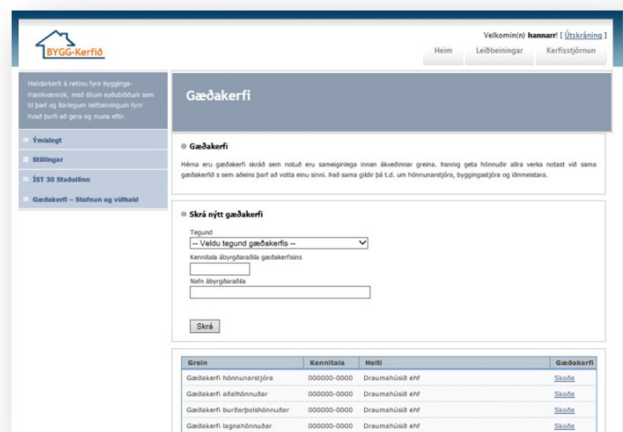 Velkomin(n) hannarr! [ Útskráning ]
BYGG-Kerfið
Heim Leiðbeiningar Kerfisstjórnun
Heildarkerfi á netinu fyrir bygginga-
framkvæmdir, með öllum eyðublöðum sem
til þarf og ítarlegum leiðbeiningum fyrir
hvað þurfi að gera og muna eftir.
Gæðakerfi
Ýmislegt
Stillingar
ÍST 30 Staðallinn
Gæðakerfi -- Stofnun og viðhald
Gæðakerfi
Hérna eru gæðakerfi skráð sem notuð eru sameiginlega innan ákveðinnar greina. Þannig geta hönnuðir allra verka notast við sama
gæðakerfið s sem aðeins þarf að votta einu sinni. Það sama gildir þá t.d. um hönnunarstjóra, byggingastjóra og iðnmeistara.
Skrá nýtt gæðakerfi
Tegund
-- Veldu tegund gæðakerfis --
Kennitala ábyrgðaraðila gæðakerfisins
Nafn ábyrgðaraðila
Skrá
Grein Kennitala Heiti Gæðakerfi
Gæðakerfi hönnunarstjóra 000000-0000 Draumahúsið ehf Skoða
Gæðakerfi aðalhönnuðar 000000-0000 Draumahúsið ehf Skoða
Gæðakerfi burðarþolshönnuðar 000000-0000 Draumahúsið ehf Skoða
Gæðakerfi lagnahönnuðar 000000-0000 Draumahúsið ehf Skoða